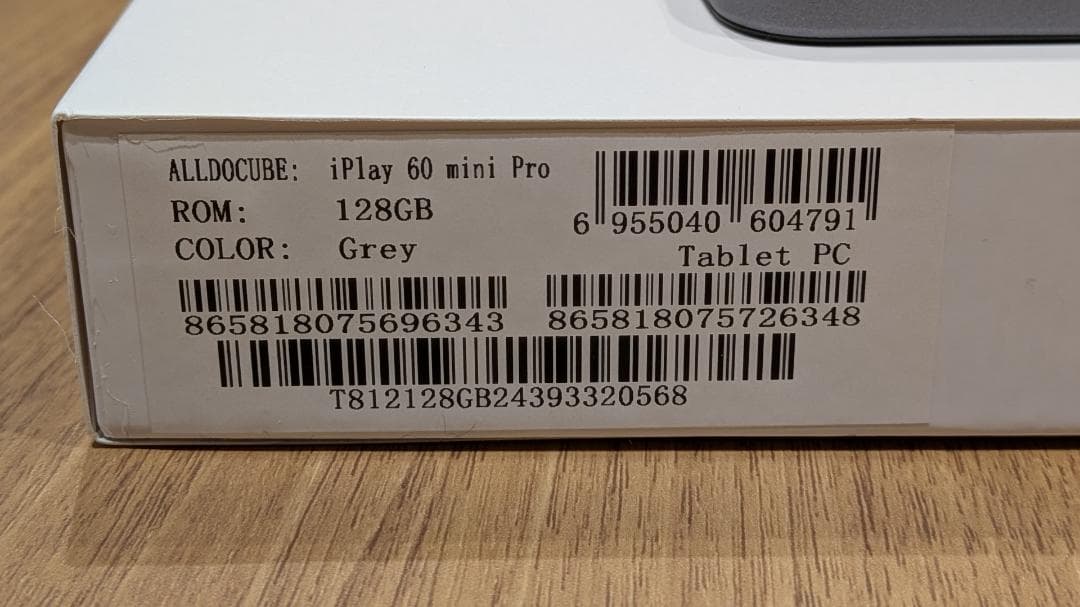 ALLDOCUBE: iPlay 60 mini Pro
ROM: 128GB
COLOR: Grey
6 955040 604791
Tablet PC
865818075696343 865818075726348
T812128GB24393320568